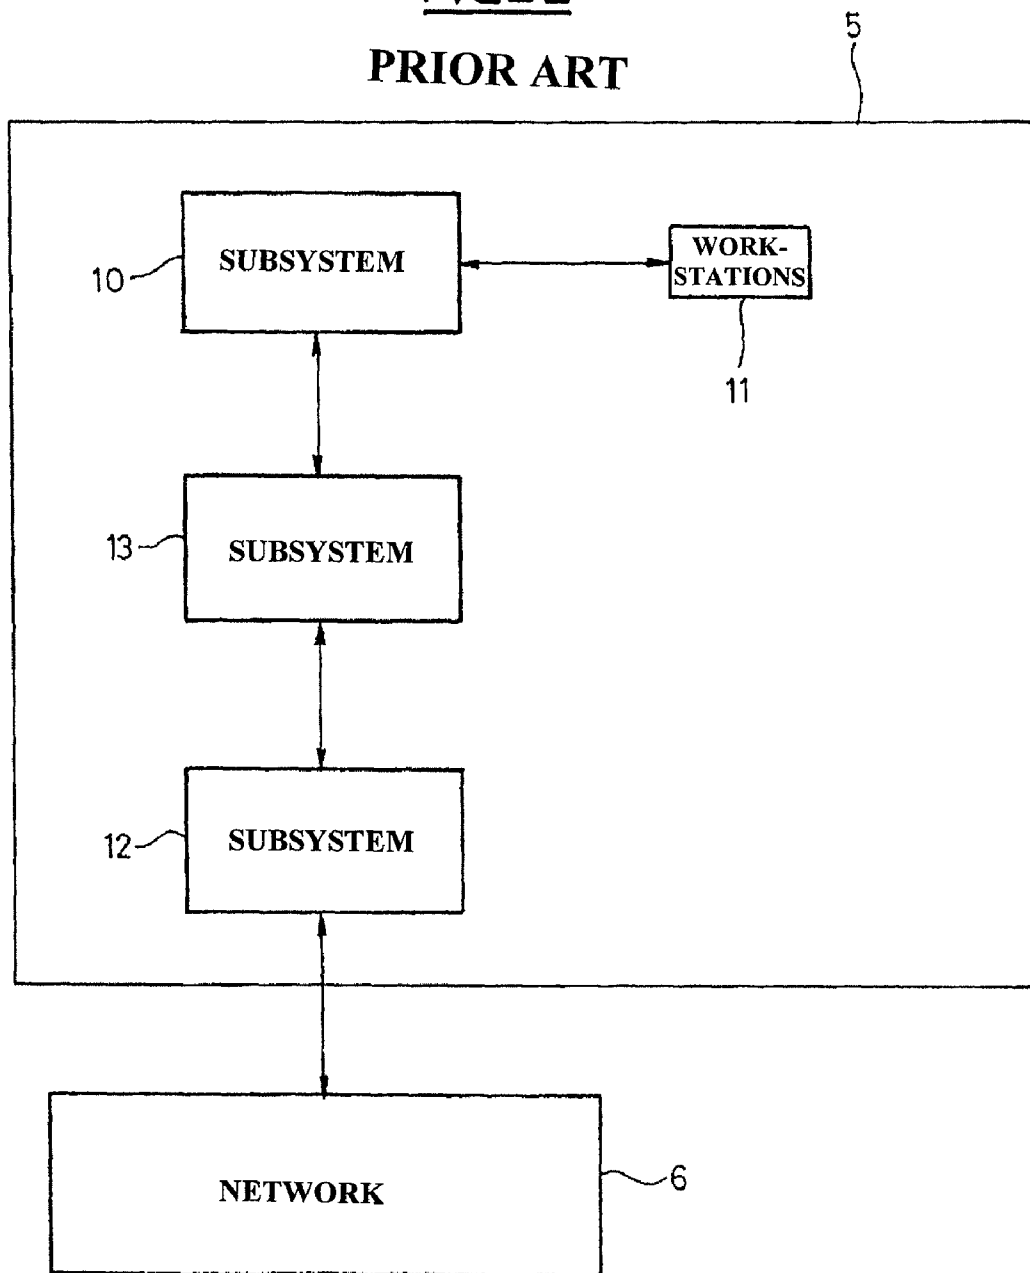 PRIOR ART
5
SUBSYSTEM
10
WORK-
STATIONS
11
SUBSYSTEM
13
SUBSYSTEM
12
NETWORK
6